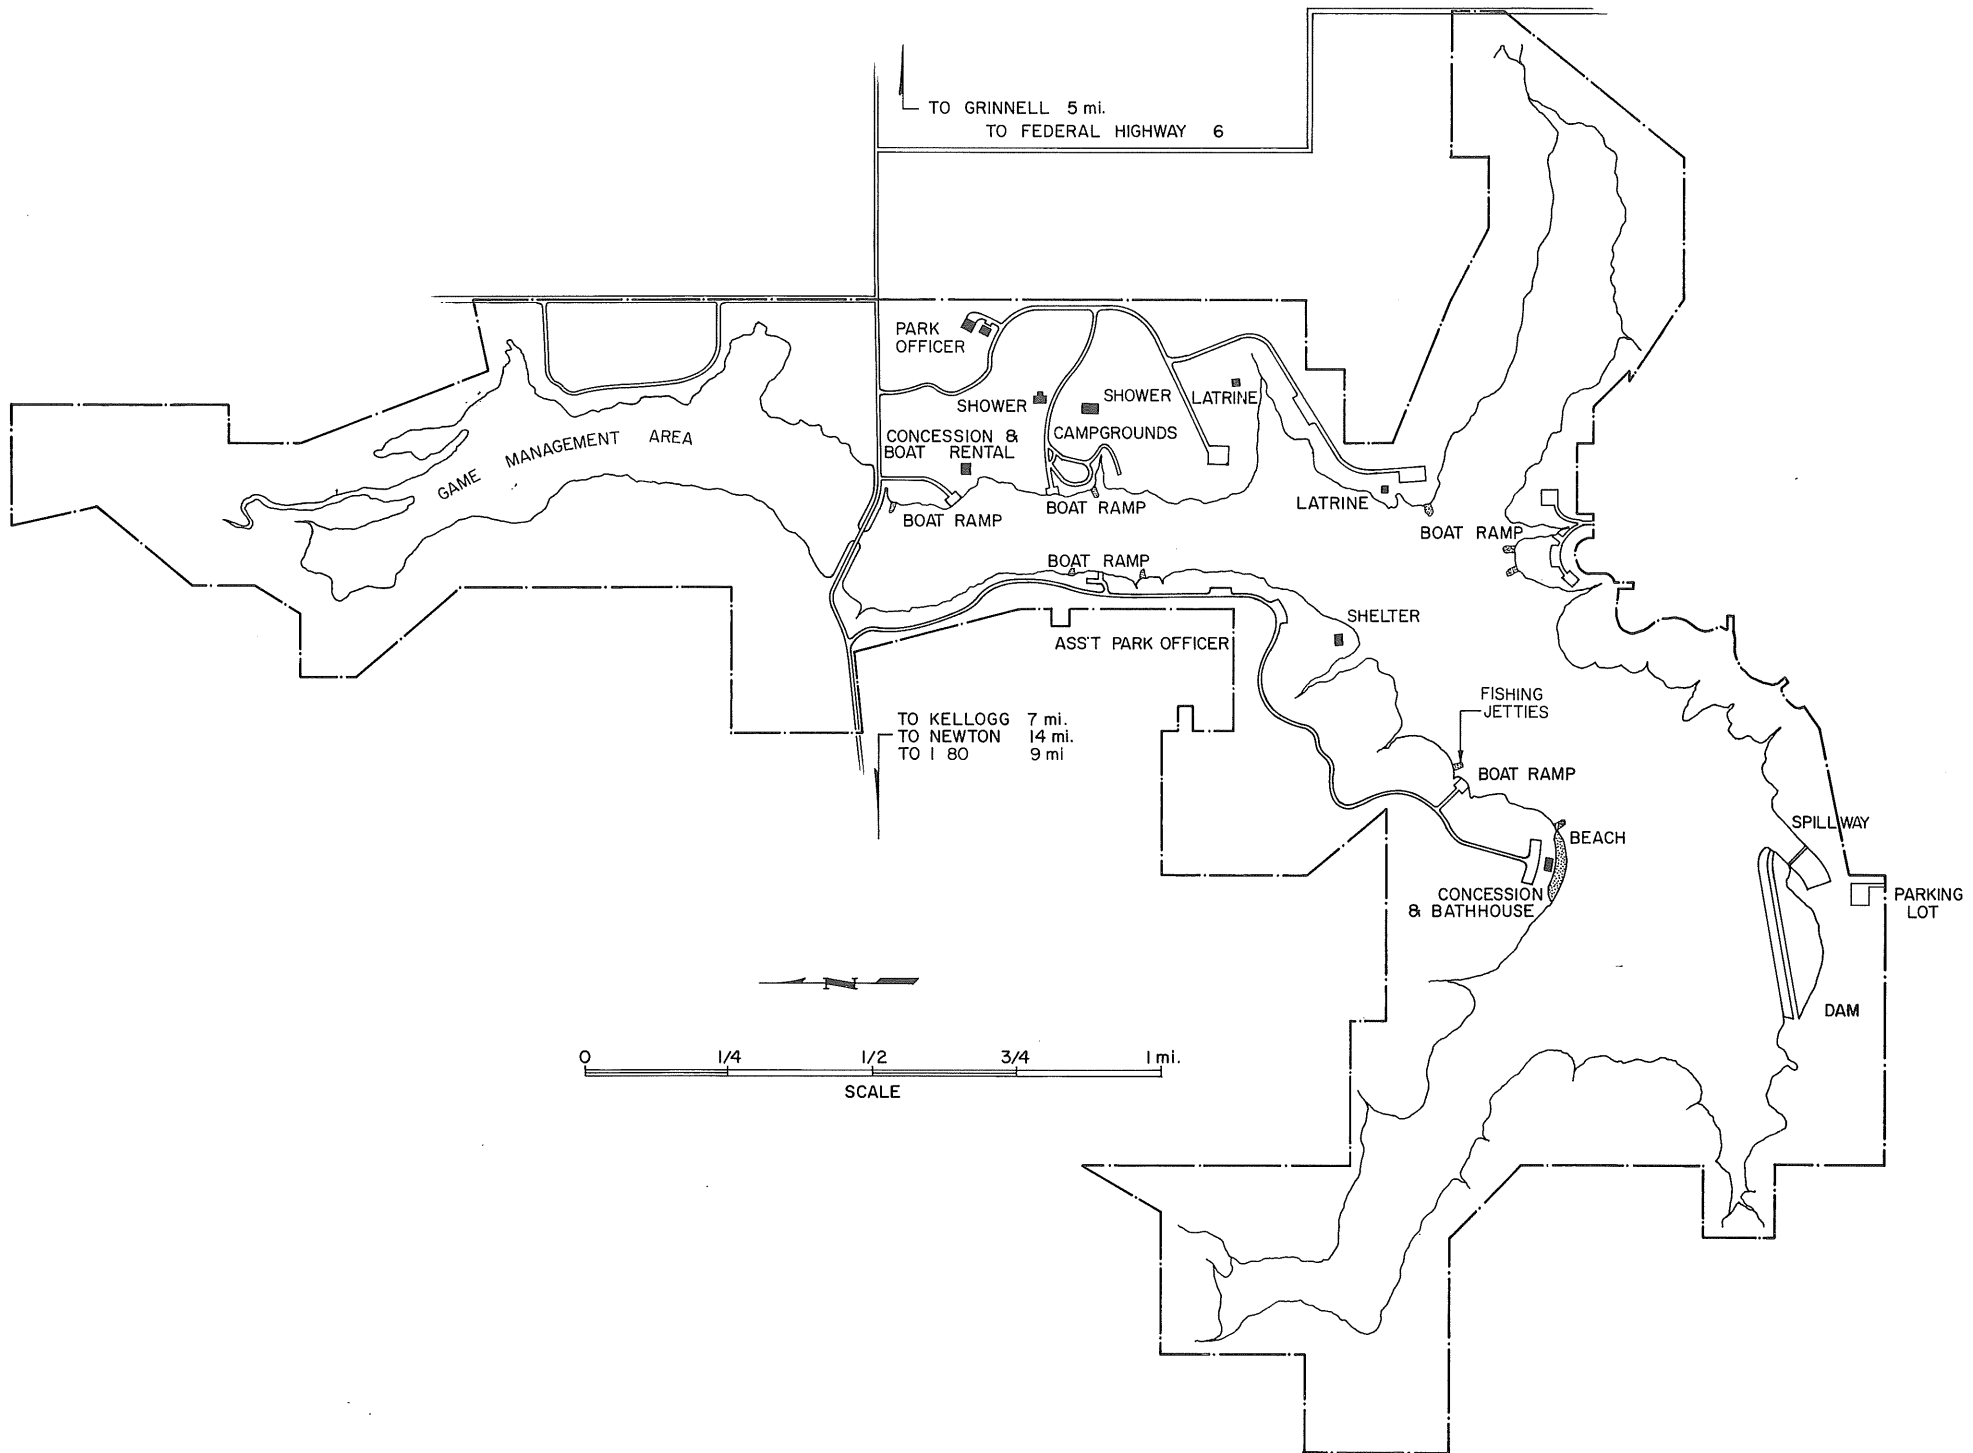 TO GRINNELL 5 mi.
TO FEDERAL HIGHWAY 6
PARK
OFFICER
SHOWER
SHOWER
LATRINE
CONCESSION &
BOAT RENTAL
CAMPGROUNDS
GAME MANAGEMENT AREA
BOAT RAMP
BOAT RAMP
LATRINE
BOAT RAMP
BOAT RAMP
SHELTER
ASS'T PARK OFFICER
TO KELLOGG 7 mi.
TO NEWTON 14 mi.
TO I 80 9 mi
FISHING
JETTIES
BOAT RAMP
SPILLWAY
BEACH
CONCESSION
& BATHHOUSE
PARKING
LOT
N
DAM
0 1/4 1/2 3/4 1 mi.
SCALE